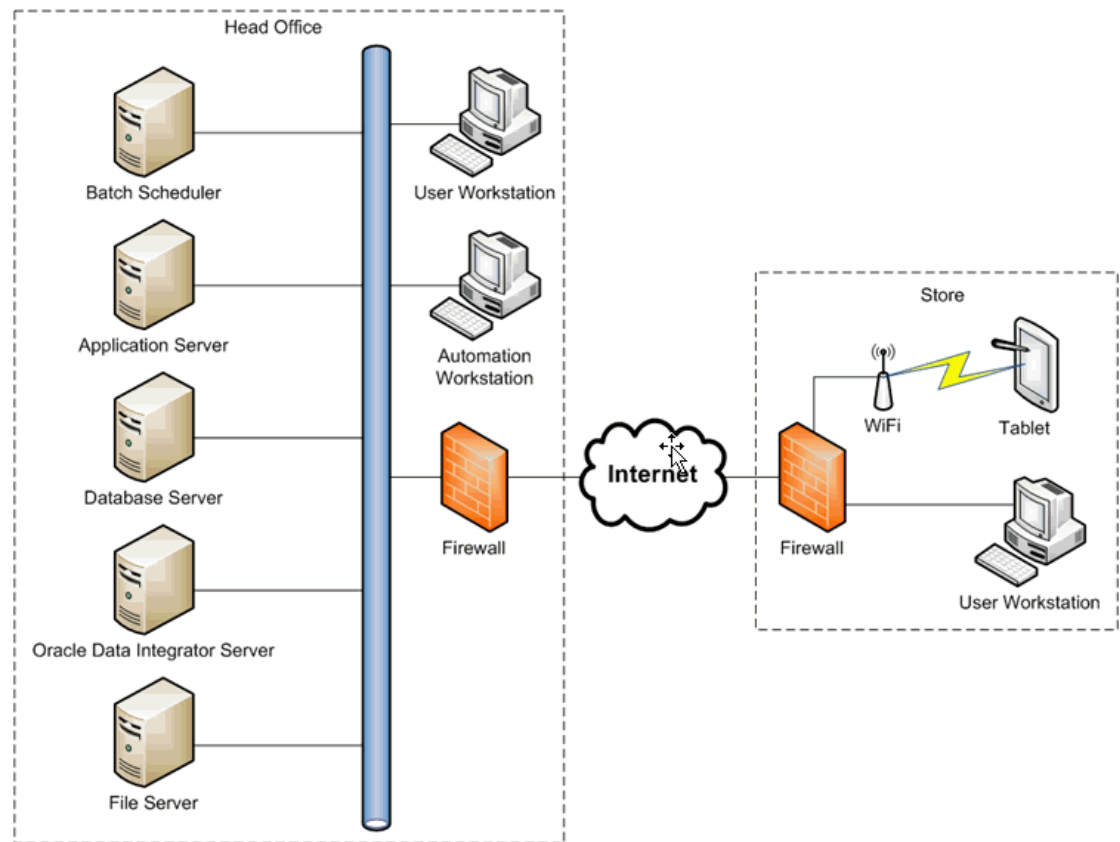 Head Office
Batch Scheduler
User Workstation
Application Server
Automation
Workstation
Database Server
Firewall
Oracle Data Integrator Server
File Server
Internet
Store
WiFi
Tablet
Firewall
User Workstation